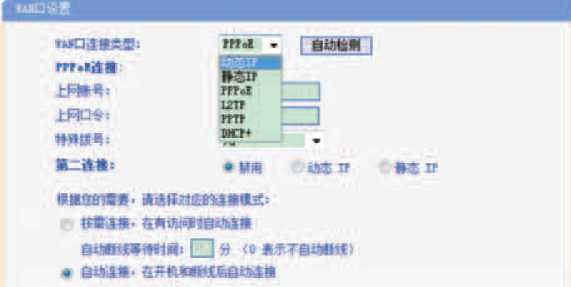 WAN口设置
WAN口连接类型： PPPoE 自动检测
动态IP
静态IP
PPPoE
L2TP
PPTP
DHCP+
PPPoE连接：
上网账号：
上网口令：
特殊拨号：
第二连接： 禁用 动态 IP 静态 IP
根据您的需要，请选择对应的连接模式：
按需连接，在有访问时自动连接
自动断线等待时间： 分 （0 表示不自动断线）
自动连接，在开机和断线后自动连接